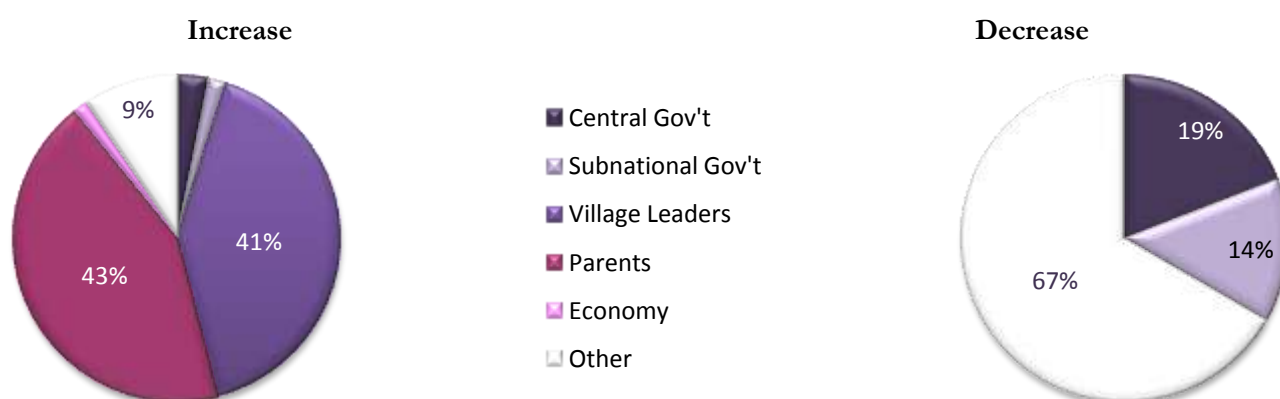 Increase
Decrease
9%
41%
43%
Central Gov't
Subnational Gov't
Village Leaders
Parents
Economy
Other
19%
14%
67%